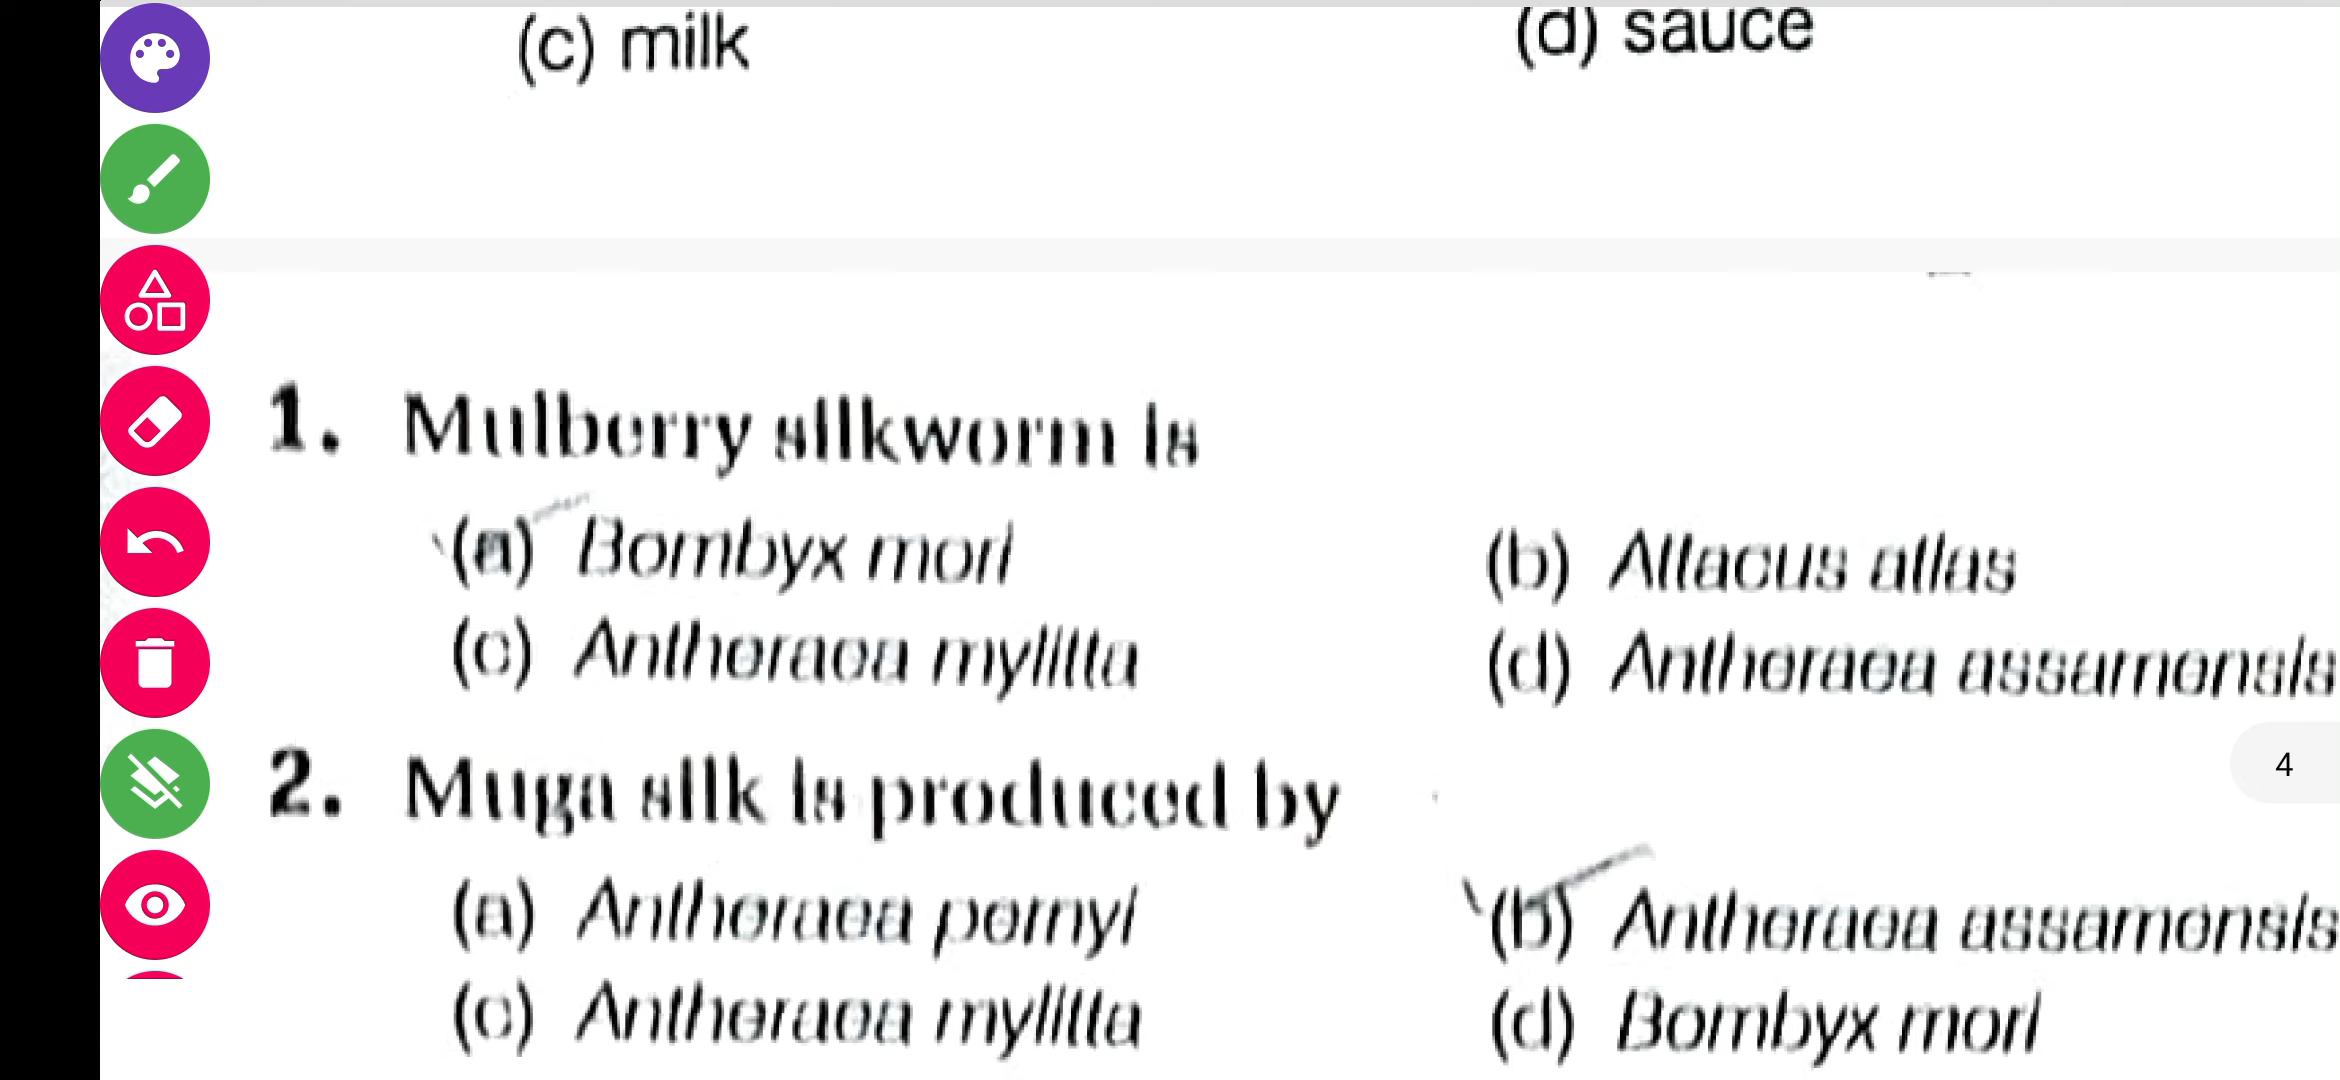 (c) milk (d) sauce
1. Mulberry silkworm is
(a) Bombyx mori (b) Attacus atlas
(c) Antheraea mylitta (d) Antheraea assamensis
4
2. Muga silk is produced by
(a) Antheraea pernyi (b) Antheraea assamensis
(c) Antheraea mylitta (d) Bombyx mori